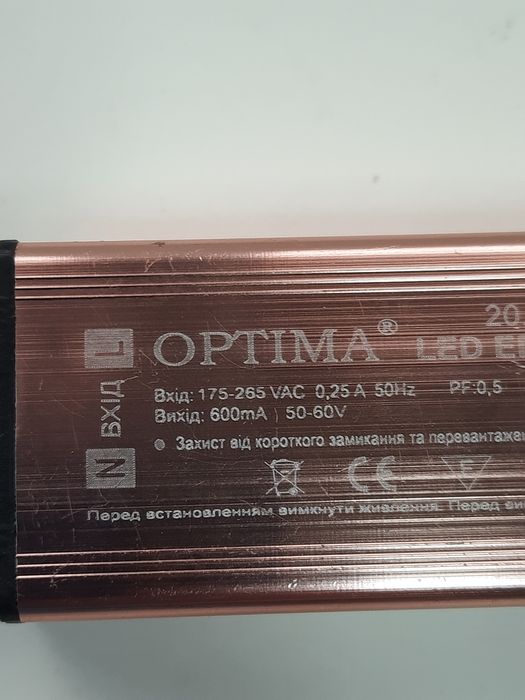 20
L OPTIMA® LED
ВХІД
Вхід: 175-265 VAC 0,25 A 50Hz PF:0,5
Вихід: 600mA 50-60V
N
Захист від короткого замикання та
CE F
Перед встановленням вимкнути живлення. Перед